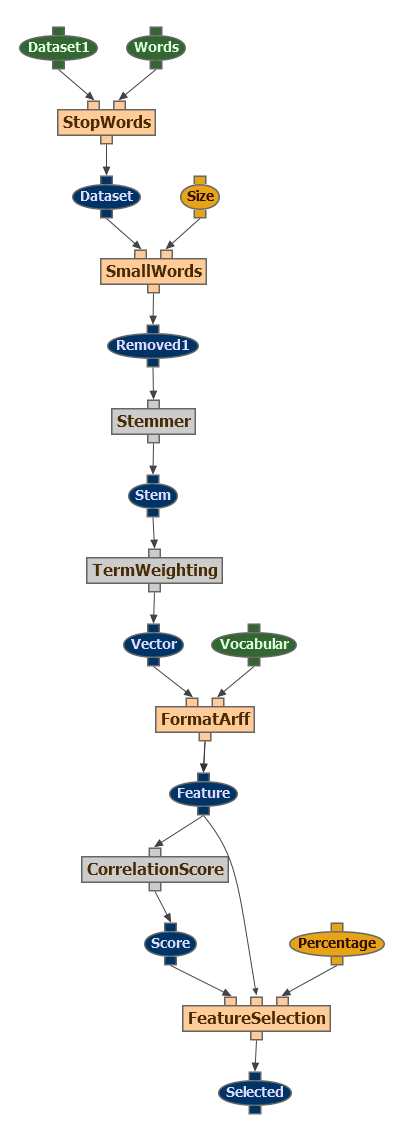 Dataset1
Words
StopWords
Dataset
Size
SmallWords
Removed1
Stemmer
Stem
TermWeighting
Vector
Vocabular
FormatArff
Feature
CorrelationScore
Score
Percentage
FeatureSelection
Selected